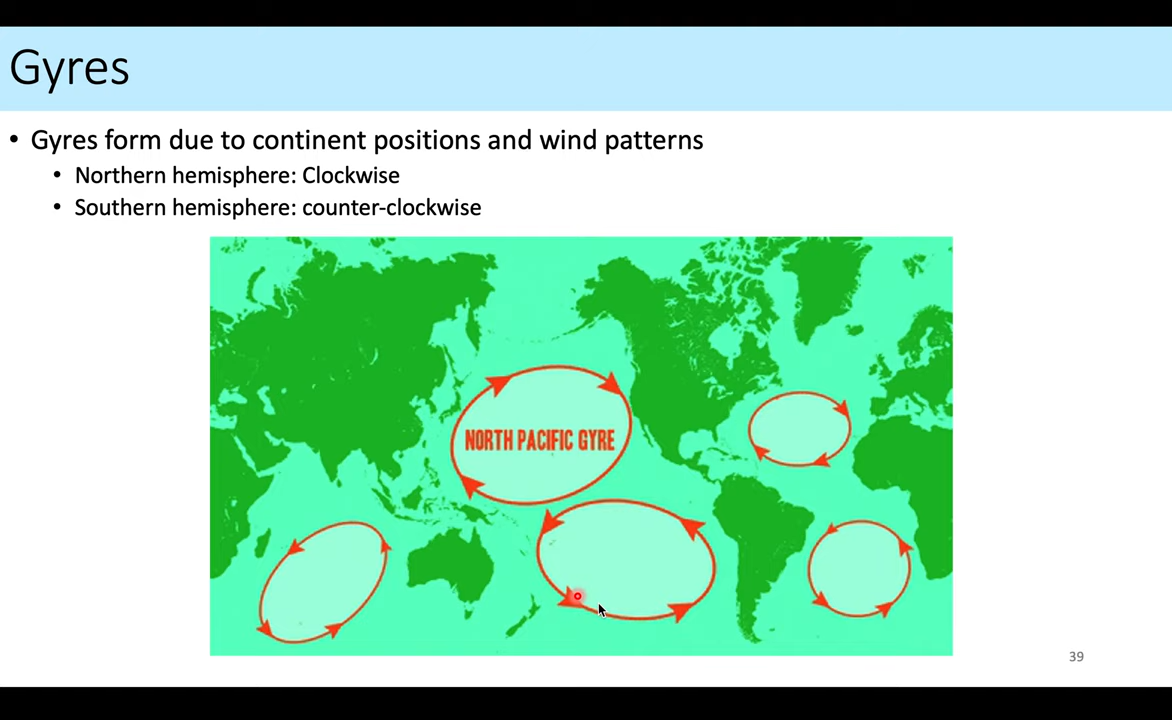 Gyres
• Gyres form due to continent positions and wind patterns
• Northern hemisphere: Clockwise
• Southern hemisphere: counter-clockwise
NORTH PACIFIC GYRE
39